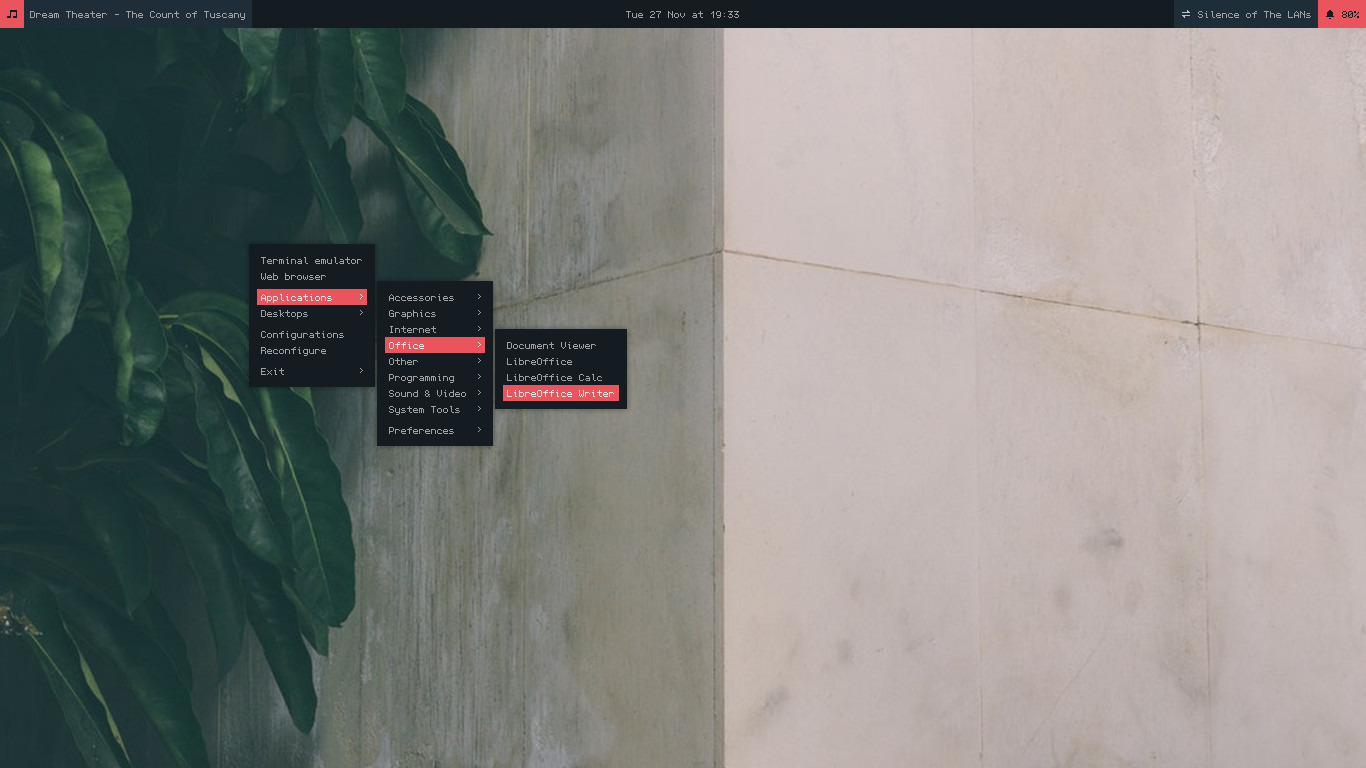 Dream Theater - The Count of Tuscany
Tue 27 Nov at 19:33
Silence of The LANs
80%
Terminal emulator
Web browser
Applications
Desktops
Configurations
Reconfigure
Exit
Accessories
Graphics
Internet
Office
Other
Programming
Sound & Video
System Tools
Preferences
Document Viewer
LibreOffice
LibreOffice Calc
LibreOffice Writer